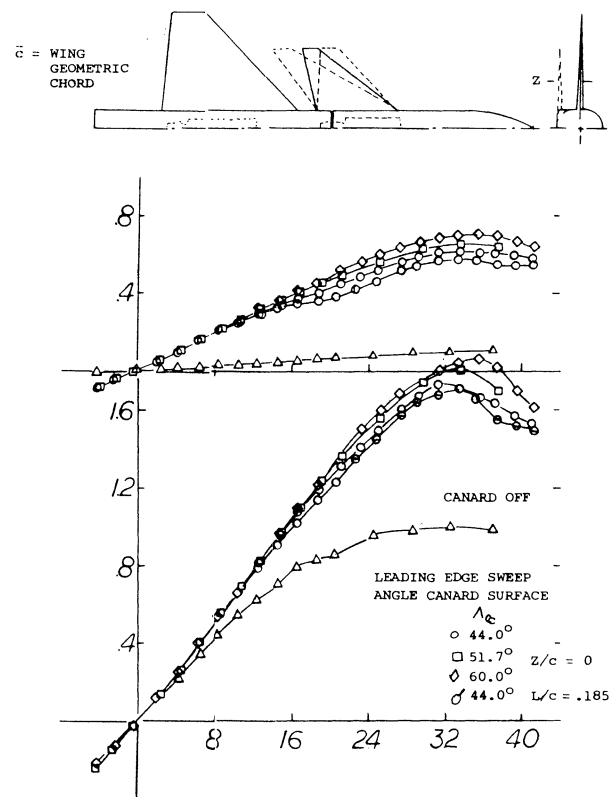 c̄ = WING
GEOMETRIC
CHORD
Z
.8
.4
1.6
1.2
CANARD OFF
.8
LEADING EDGE SWEEP
ANGLE CANARD SURFACE
○ 44.0°
□ 51.7° Z/c = 0
◇ 60.0°
44.0° L/c = .185
.4
8 16 24 32 40